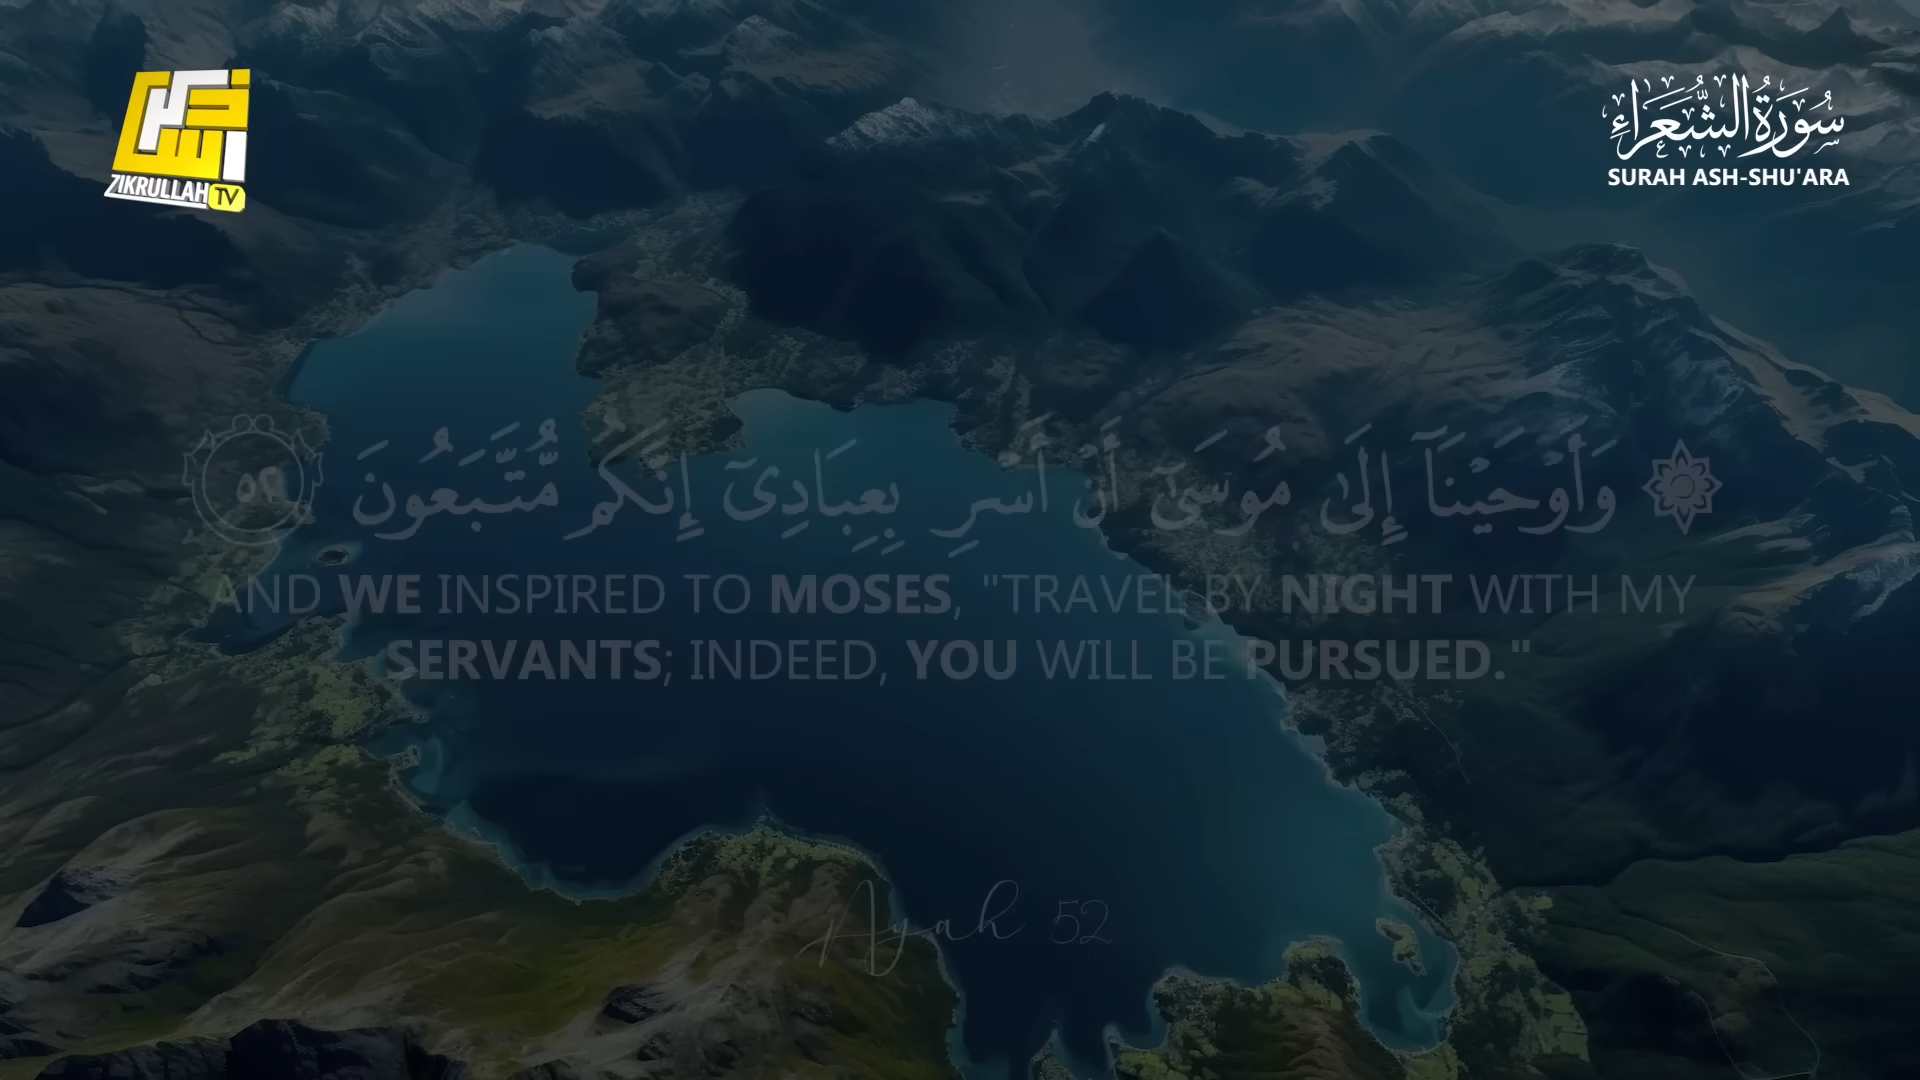 ZIKRULLAH TV
سُورَةُ الشُّعَرَاءِ
SURAH ASH-SHU'ARA
وَأَوْحَيْنَآ إِلَىٰ مُوسَىٰٓ أَنْ أَسْرِ بِعِبَادِىٓ إِنَّكُم مُّتَّبَعُونَ ٥٢
AND WE INSPIRED TO MOSES, "TRAVEL BY NIGHT WITH MY
SERVANTS; INDEED, YOU WILL BE PURSUED."
Ayah 52